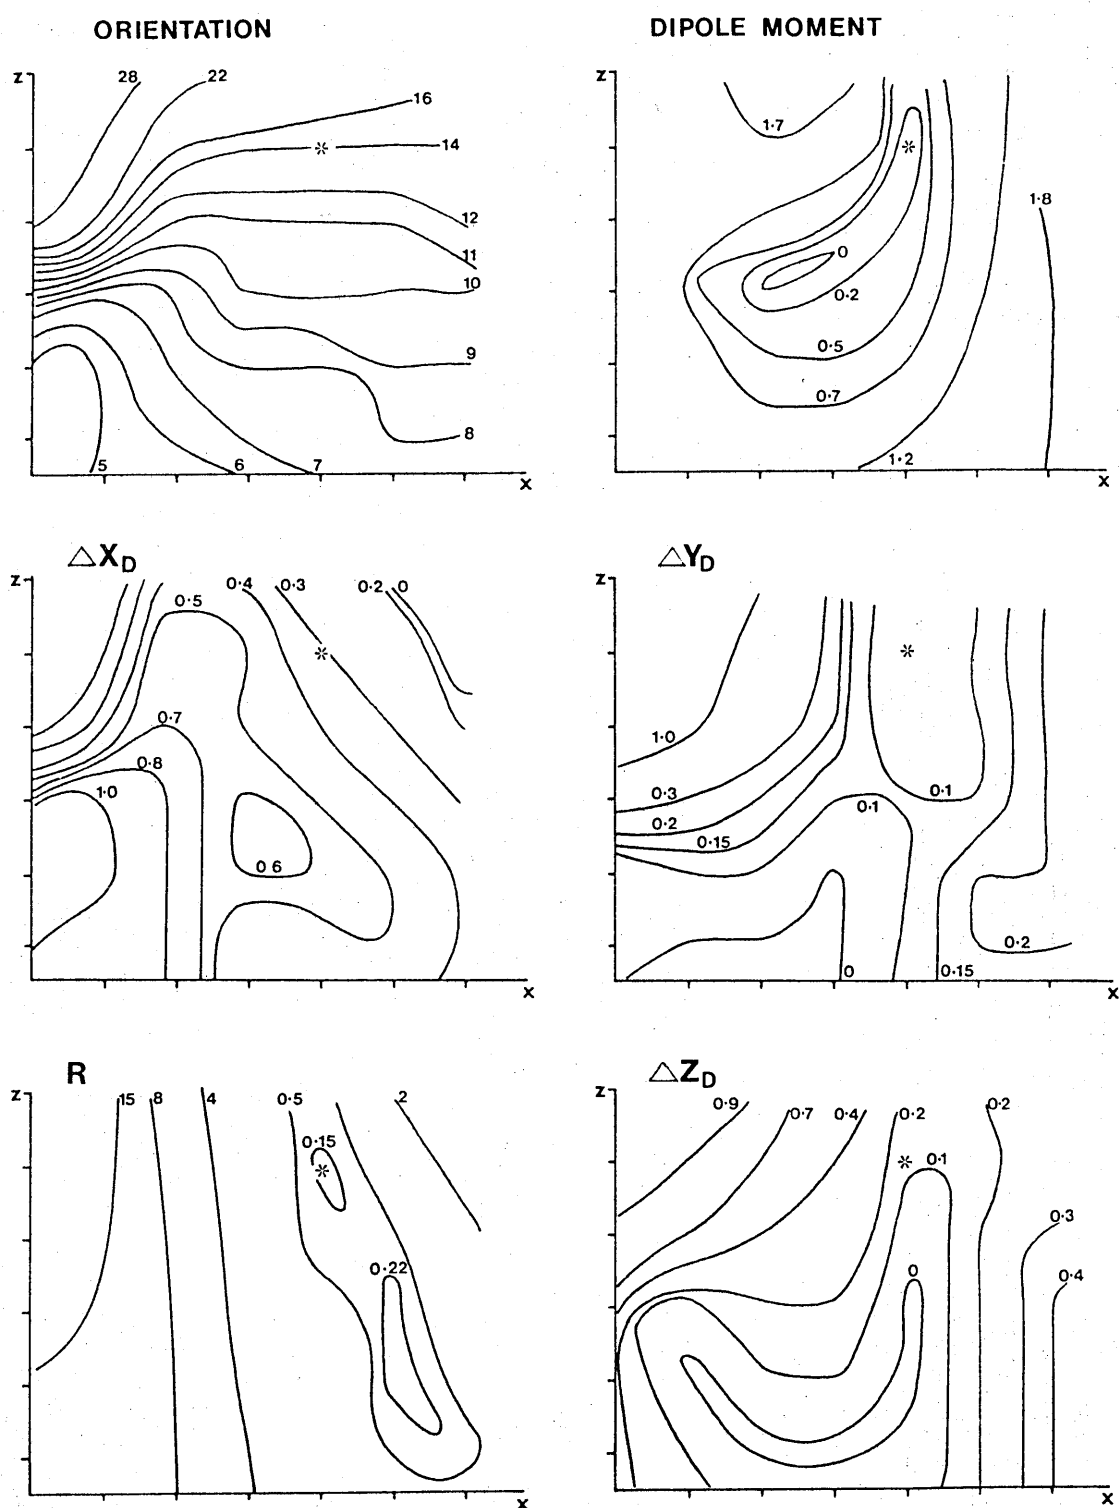 ORIENTATION
Z
28
22
16
14
12
11
10
9
8
5
6
7
X
DIPOLE MOMENT
Z
1·7
1·8
0
0·2
0·5
0·7
1·2
X
△XD
Z
0·4
0·3
0·2
0
0·5
0·7
0·8
1·0
0 6
X
△YD
Z
1·0
0·3
0·2
0·15
0·1
0·1
0·2
0
0·15
X
R
Z
15
8
4
0·5
2
0·15
0·22
X
△ZD
Z
0·9
0·7
0·4
0·2
0·2
0·1
0·3
0
0·4
X